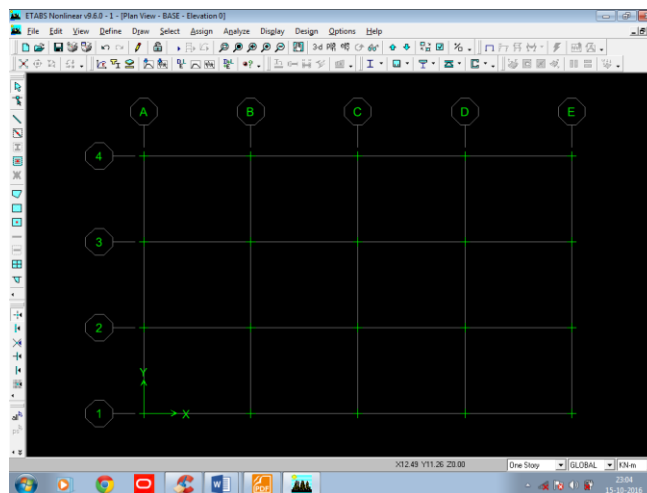 ETABS Nonlinear v9.6.0 - 1 - [Plan View - BASE - Elevation 0]
File Edit View Define Draw Select Assign Analyze Display Design Options Help
3-d
A B C D E
4
3
2
Y
1 X
X12.49 Y11.26 Z0.00 One Story GLOBAL KN-m
W PDF 23:04
15-10-2016